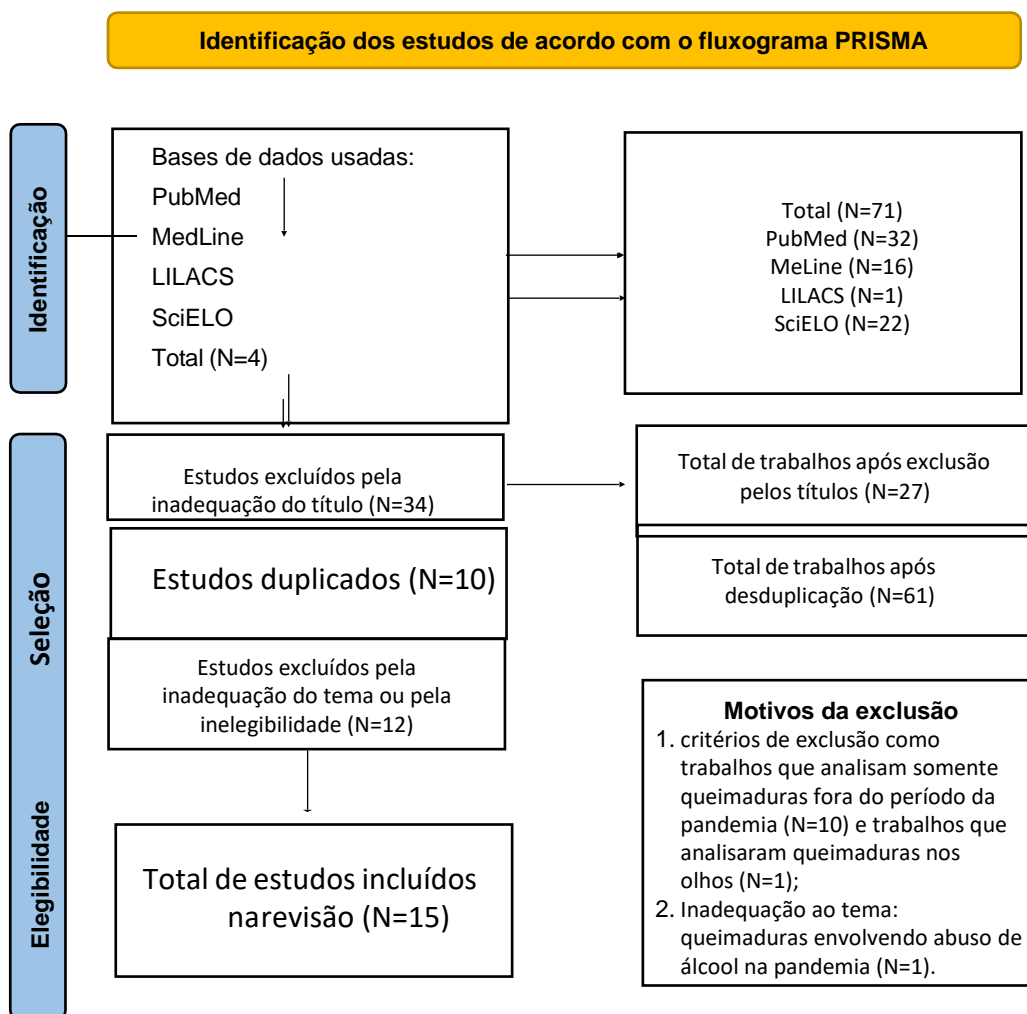 Identificação dos estudos de acordo com o fluxograma PRISMA
Identificação
Bases de dados usadas:
PubMed
MedLine
LILACS
SciELO
Total (N=4)
Total (N=71)
PubMed (N=32)
MeLine (N=16)
LILACS (N=1)
SciELO (N=22)
Seleção
Estudos excluídos pela
inadequação do título (N=34)
Total de trabalhos após exclusão
pelos títulos (N=27)
Estudos duplicados (N=10)
Total de trabalhos após
desduplicação (N=61)
Estudos excluídos pela
inadequação do tema ou pela
inelegibilidade (N=12)
Elegibilidade
Motivos da exclusão
1. critérios de exclusão como
trabalhos que analisam somente
queimaduras fora do período da
pandemia (N=10) e trabalhos que
analisaram queimaduras nos
olhos (N=1);
2. Inadequação ao tema:
queimaduras envolvendo abuso de
álcool na pandemia (N=1).
Total de estudos incluídos
narevisão (N=15)